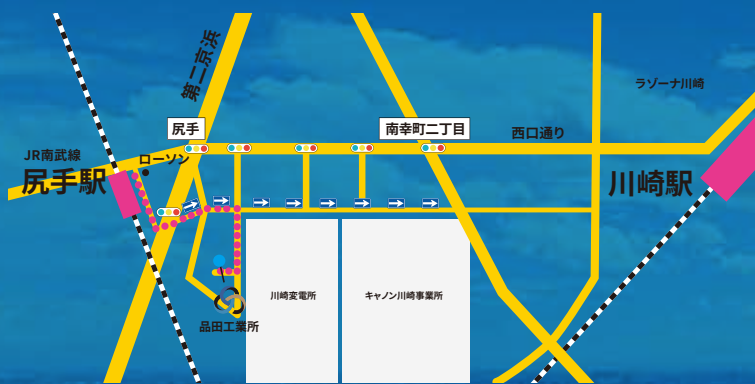 第二京浜
ラゾーナ川崎
尻手
南幸町二丁目
西口通り
JR南武線
ローソン
尻手駅
川崎駅
川崎変電所
キャノン川崎事業所
品田工業所